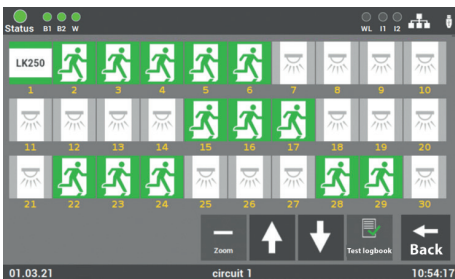 Status B1 B2 W WL I1 I2
LK250
1 2 3 4 5 6 7 8 9 10
11 12 13 14 15 16 17 18 19 20
21 22 23 24 25 26 27 28 29 30
Zoom Test logbook Back
01.03.21 circuit 1 10:54:17